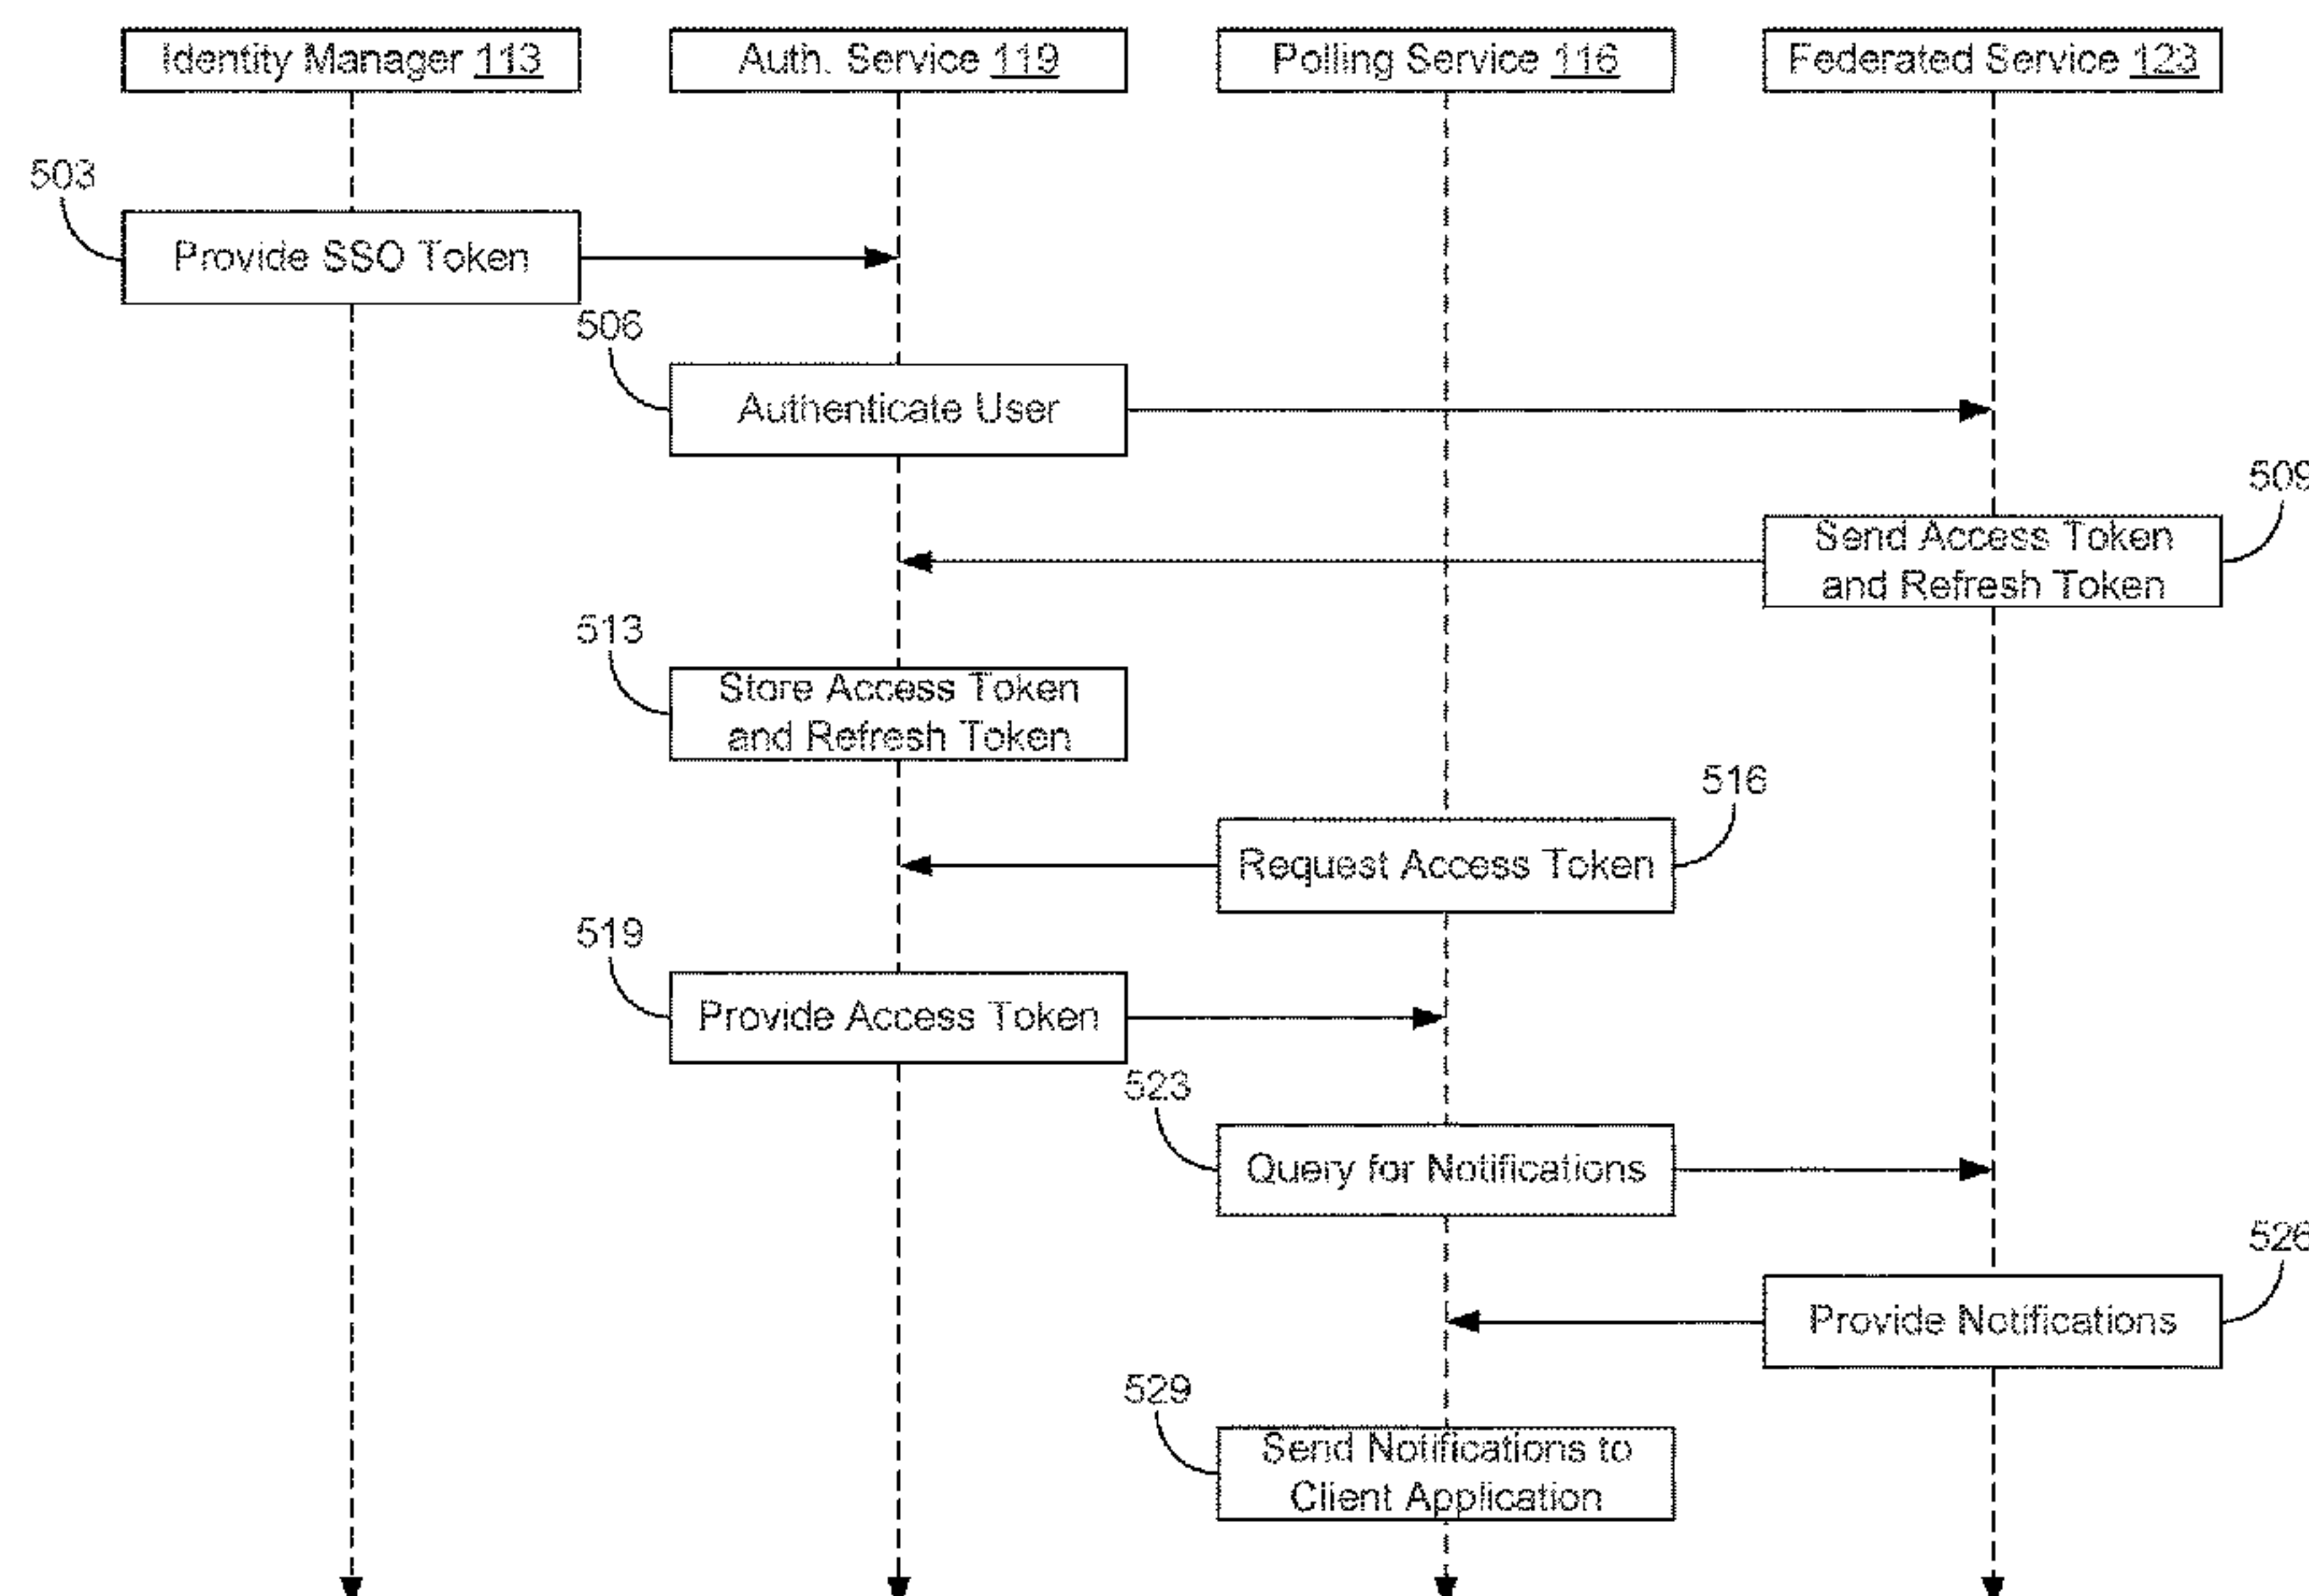 Identity Manager 113
Auth. Service 119
Polling Service 116
Federated Service 123
503
Provide SSO Token
506
Authenticate User
509
Send Access Token
and Refresh Token
513
Store Access Token
and Refresh Token
516
Request Access Token
519
Provide Access Token
523
Query for Notifications
526
Provide Notifications
529
Send Notifications to
Client Application